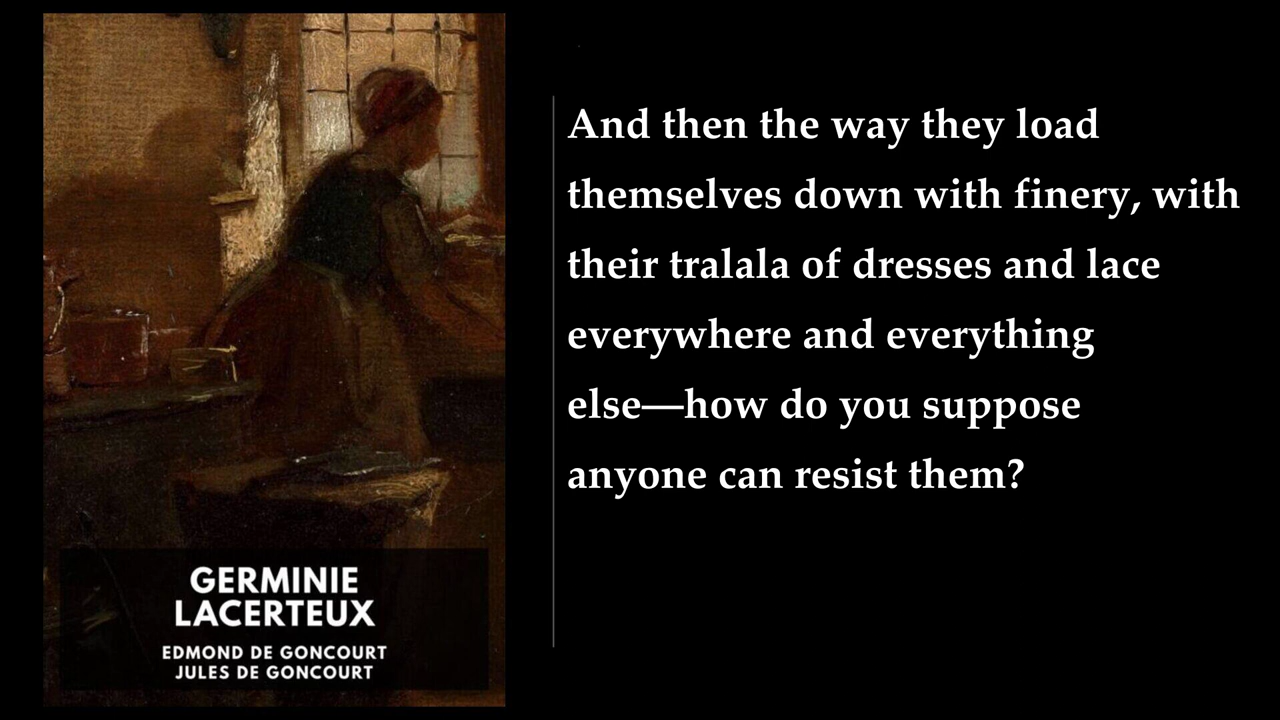 And then the way they load
themselves down with finery, with
their tralala of dresses and lace
everywhere and everything
else—how do you suppose
anyone can resist them?
GERMINIE
LACERTEUX
EDMOND DE GONCOURT
JULES DE GONCOURT